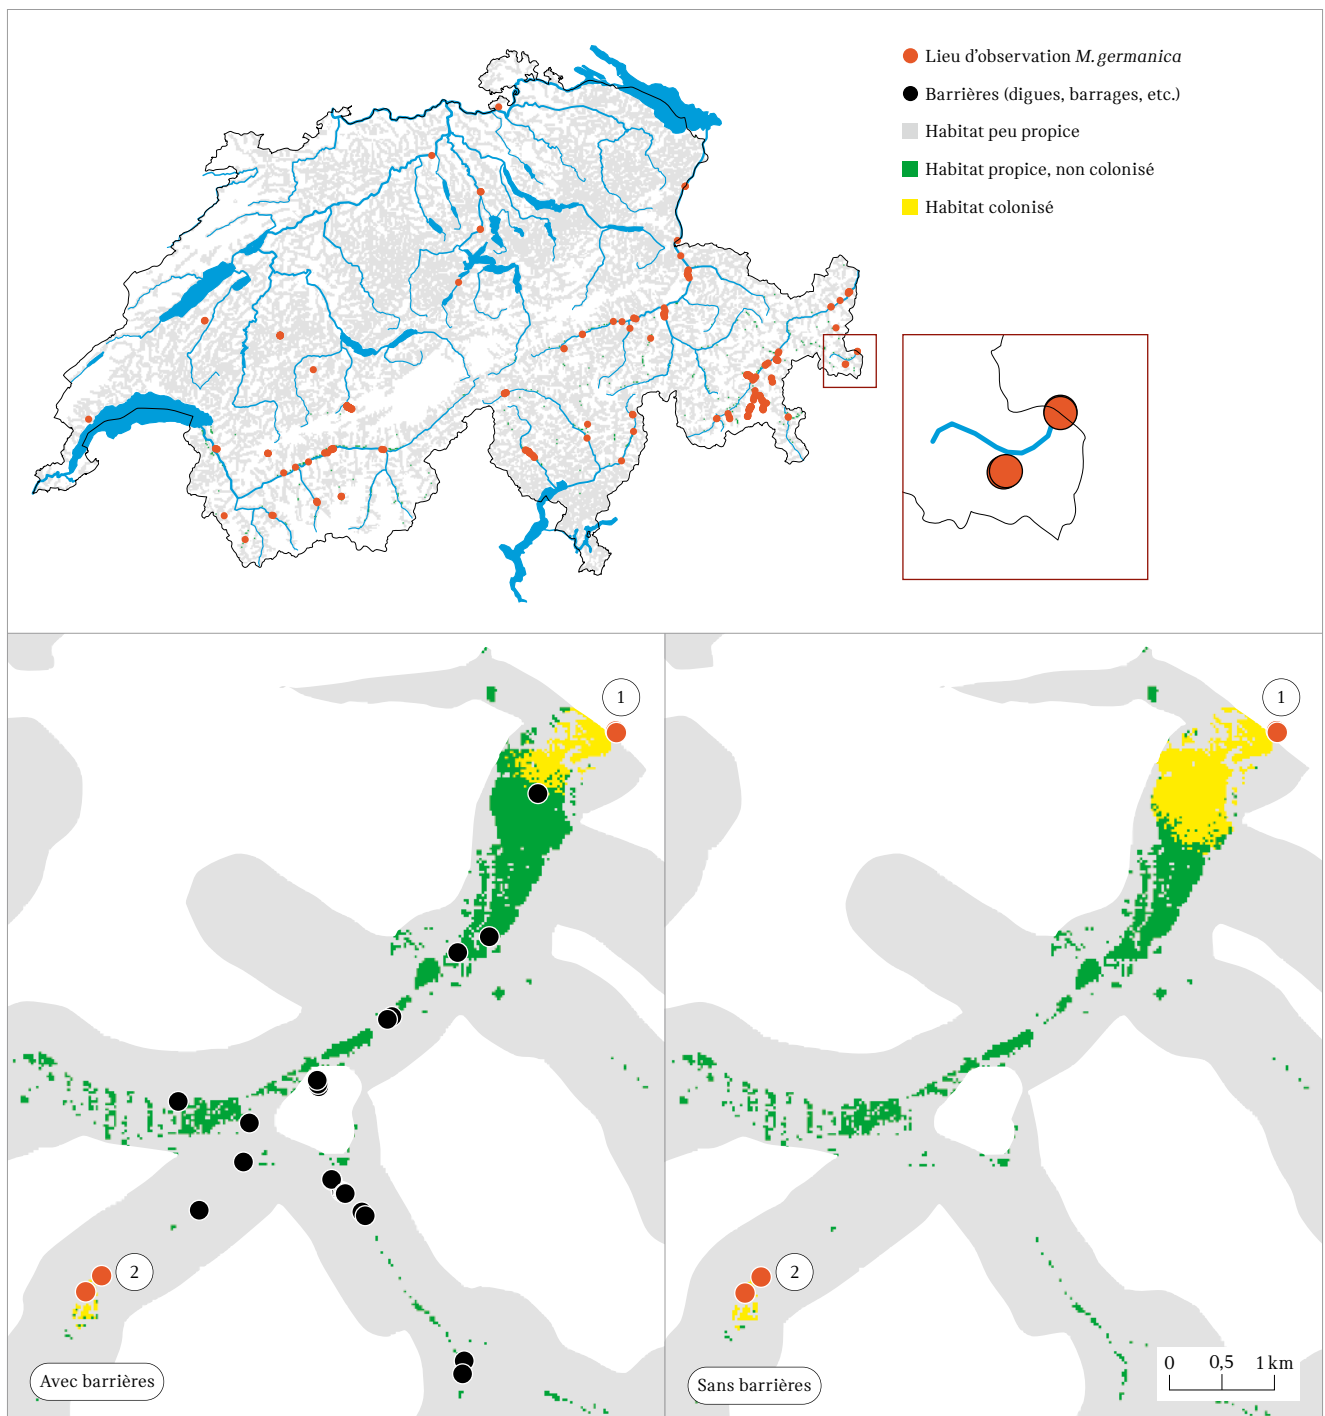 Lieu d'observation M. germanica
Barrières (digues, barrages, etc.)
Habitat peu propice
Habitat propice, non colonisé
Habitat colonisé
1
2
Avec barrières
1
2
Sans barrières
0 0,5 1 km